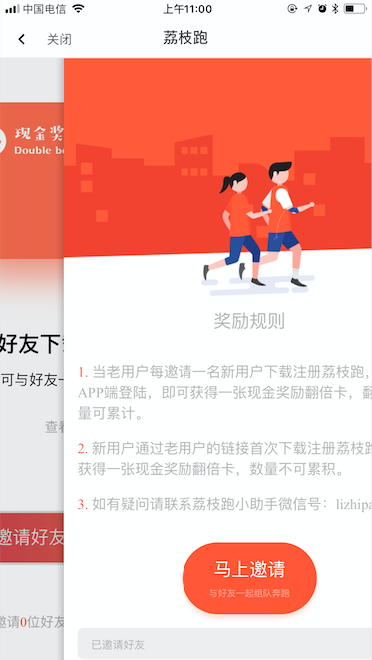 中国电信
上午11:00
关闭
荔枝跑
现金奖
Double b
奖励规则
好友下
可与好友一
1. 当老用户每邀请一名新用户下载注册荔枝跑，
APP端登陆，即可获得一张现金奖励翻倍卡，翻
量可累计。
查看
2. 新用户通过老用户的链接首次下载注册荔枝跑
获得一张现金奖励翻倍卡，数量不可累积。
3. 如有疑问请联系荔枝跑小助手微信号：lizhipa
邀请好友
马上邀请
与好友一起组队奔跑
邀请0位好友
已邀请好友